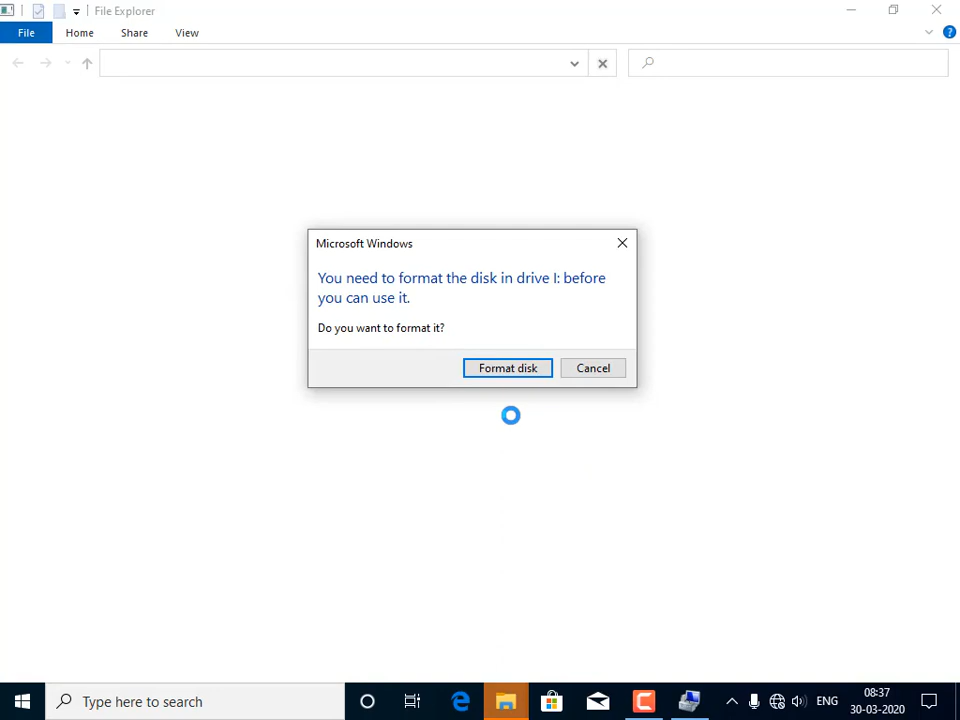 File Explorer
File Home Share View
Microsoft Windows
You need to format the disk in drive I: before
you can use it.
Do you want to format it?
Format disk Cancel
Type here to search
ENG
08:37
30-03-2020